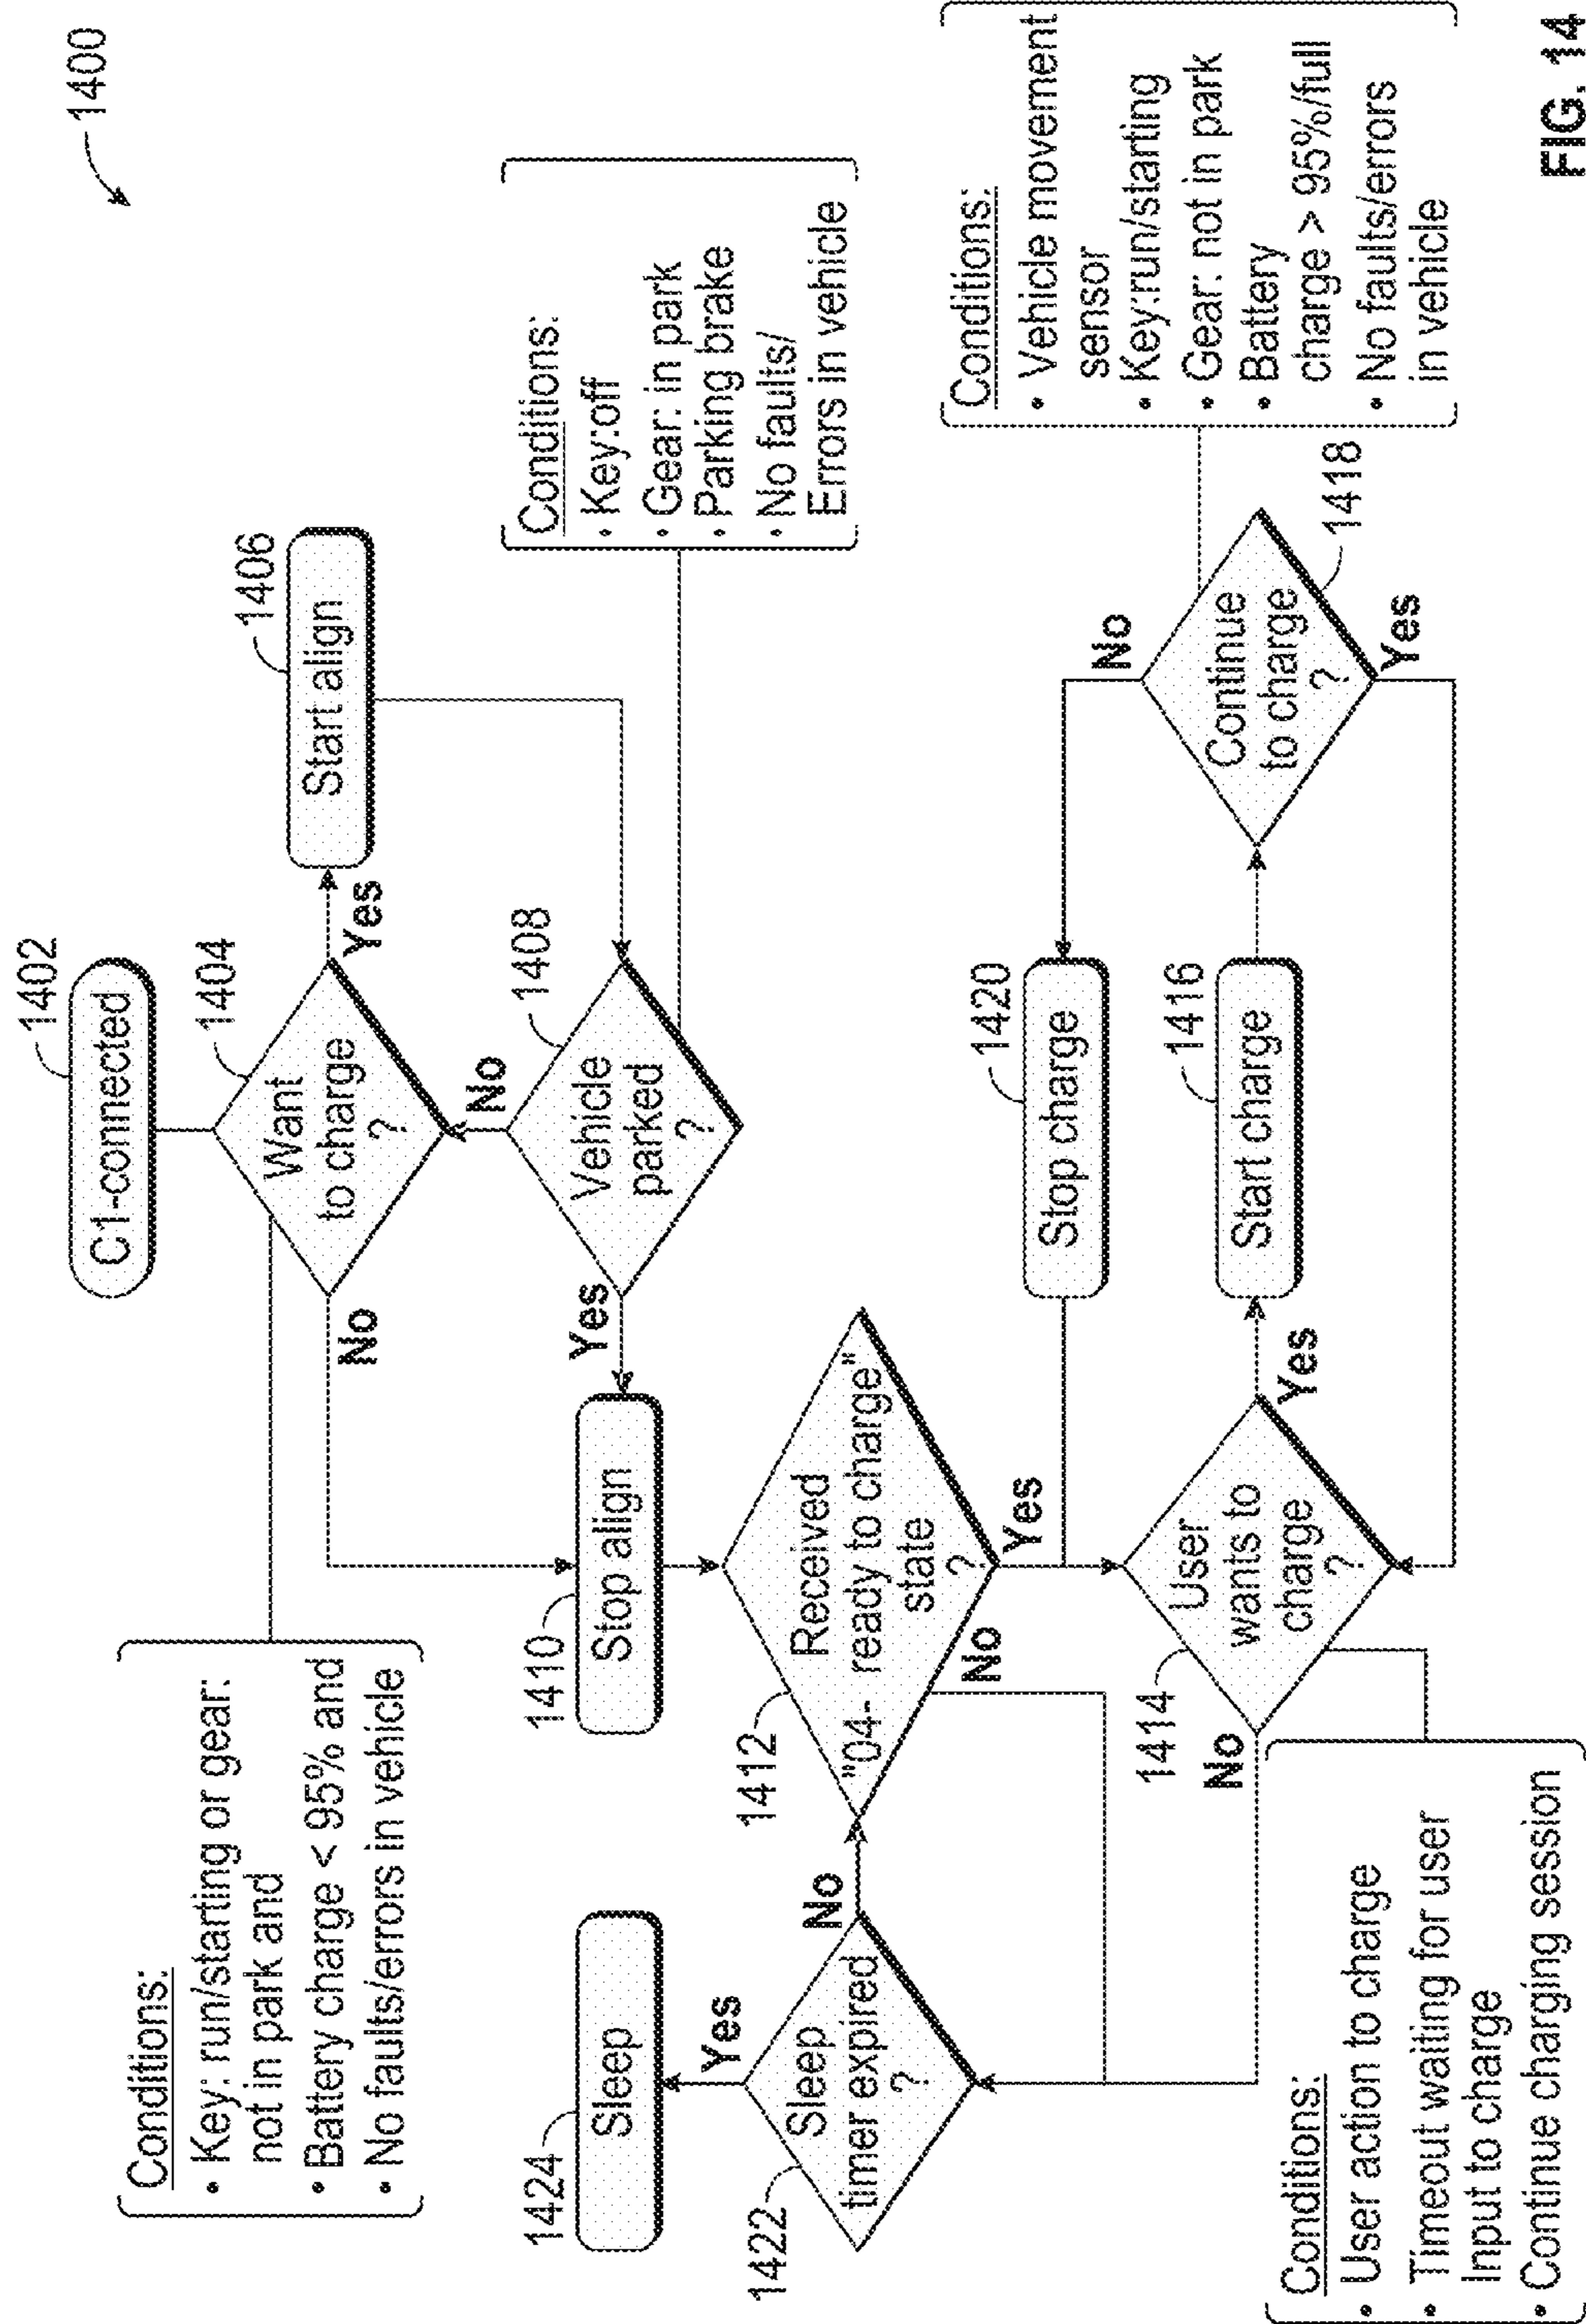 1400
1402
C1-connected
1404
Want
to charge
?
Yes
No
1406
Start align
Conditions:
• Key: run/starting or gear:
not in park and
• Battery charge < 95% and
• No faults/errors in vehicle
No
1408
Vehicle
parked
?
Yes
Conditions:
• Key:off
• Gear: in park
• Parking brake
• No faults/
Errors in vehicle
1410
Stop align
1412
Received
"04- ready to charge"
state
?
Yes
No
1424
Sleep
Yes
1422
Sleep
timer expired
?
No
1420
Stop charge
1414
User
wants to
charge
?
Yes
No
1416
Start charge
No
Continue
to charge
?
1418
Yes
Conditions:
• Vehicle movement
sensor
• Key:run/starting
• Gear: not in park
• Battery
charge > 95%/full
• No faults/errors
in vehicle
Conditions:
• User action to charge
• Timeout waiting for user
Input to charge
• Continue charging session
FIG. 14